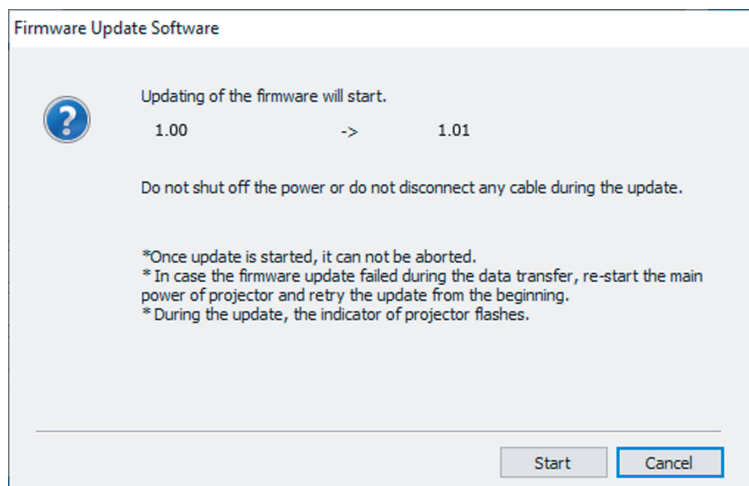 Firmware Update Software
Updating of the firmware will start.
1.00 -> 1.01
Do not shut off the power or do not disconnect any cable during the update.
*Once update is started, it can not be aborted.
* In case the firmware update failed during the data transfer, re-start the main
power of projector and retry the update from the beginning.
* During the update, the indicator of projector flashes.
Start Cancel